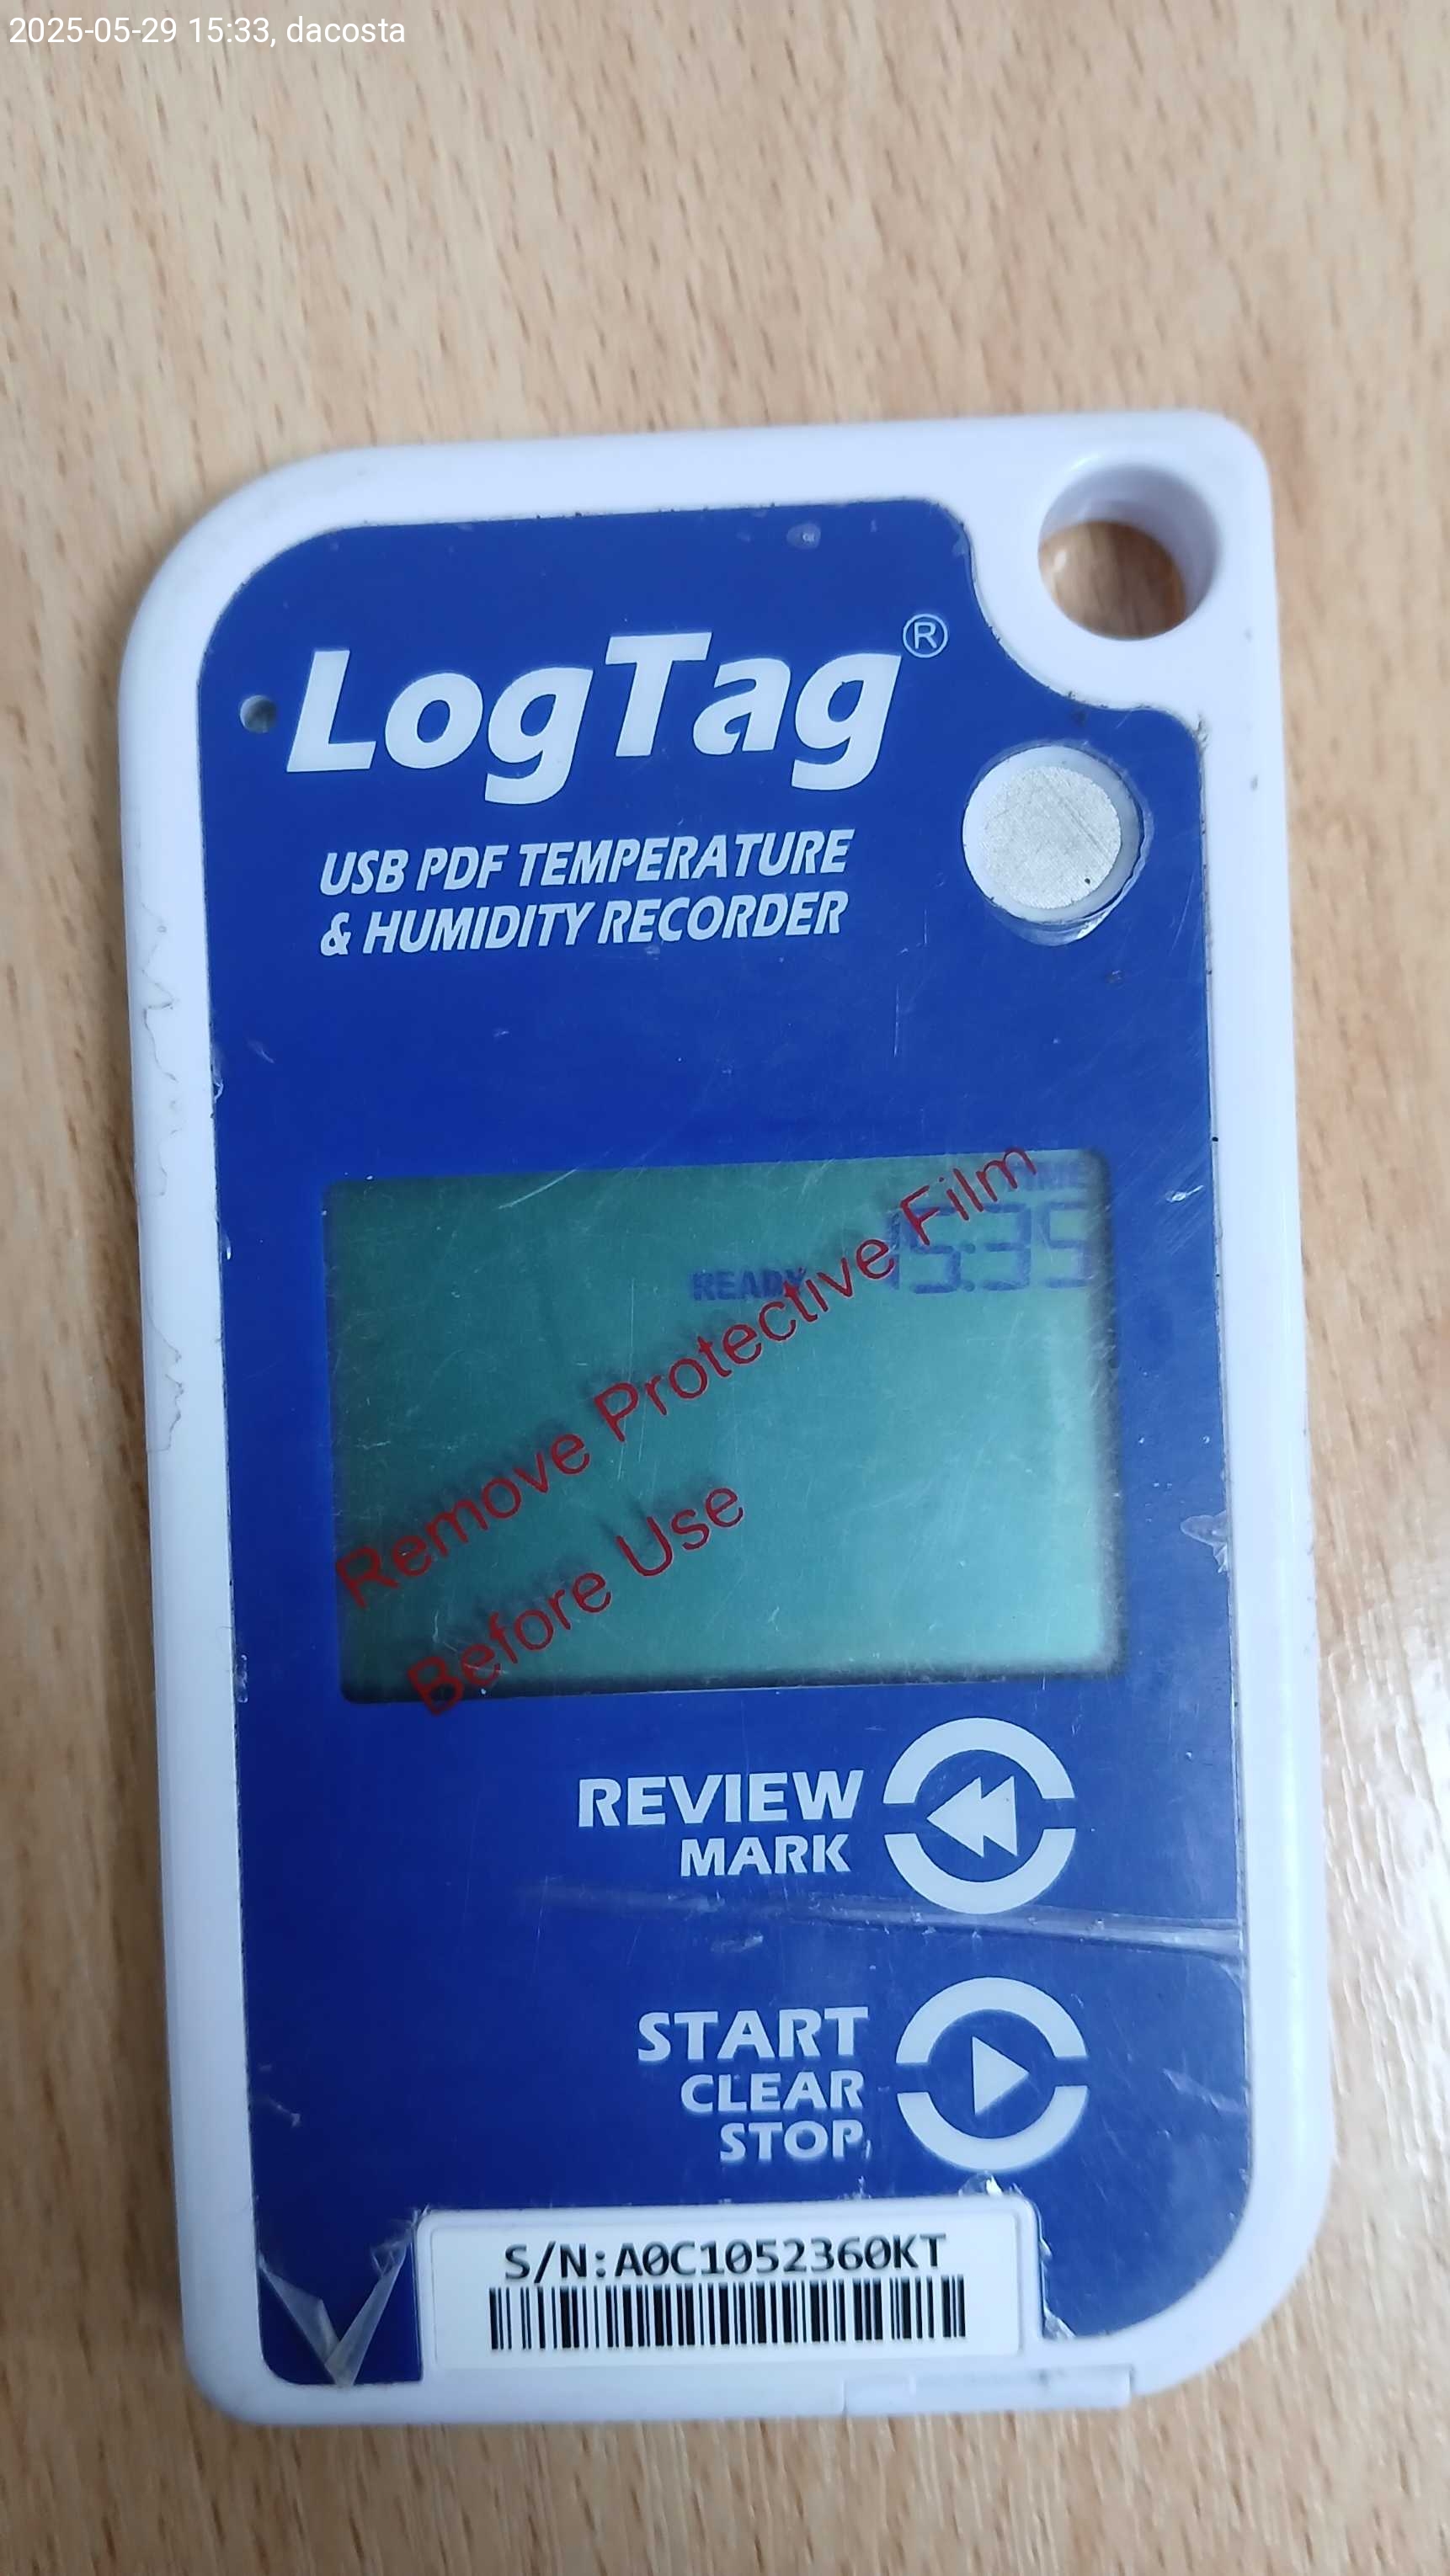 2025-05-29 15:33, dacosta
LogTag®
USB PDF TEMPERATURE
& HUMIDITY RECORDER
TIME
READY 15:35
Remove Protective Film
Before Use
REVIEW
MARK
START
CLEAR
STOP
S/N:A0C1052360KT